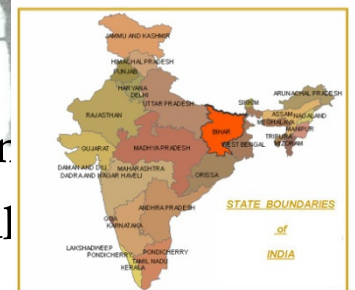 JAMMU AND KASHMIR
HIMACHAL PRADESH
PUNJAB
HARYANA
DELHI
UTTAR PRADESH
ARUNACHAL PRADESH
SIKKIM
ASSAM
NAGALAND
MEGHALAYA
MANIPUR
TRIPURA
MIZORAM
RAJASTHAN
BIHAR
WEST BENGAL
GUJARAT
MADHYA PRADESH
DAMAN AND DIU
DADRA AND NAGAR HAVELI
MAHARASHTRA
ORISSA
ANDHRA PRADESH
GOA
KARNATAKA
LAKSHADWEEP
PONDICHERRY
PONDICHERRY
TAMIL NADU
KERALA
STATE BOUNDARIES
of
INDIA